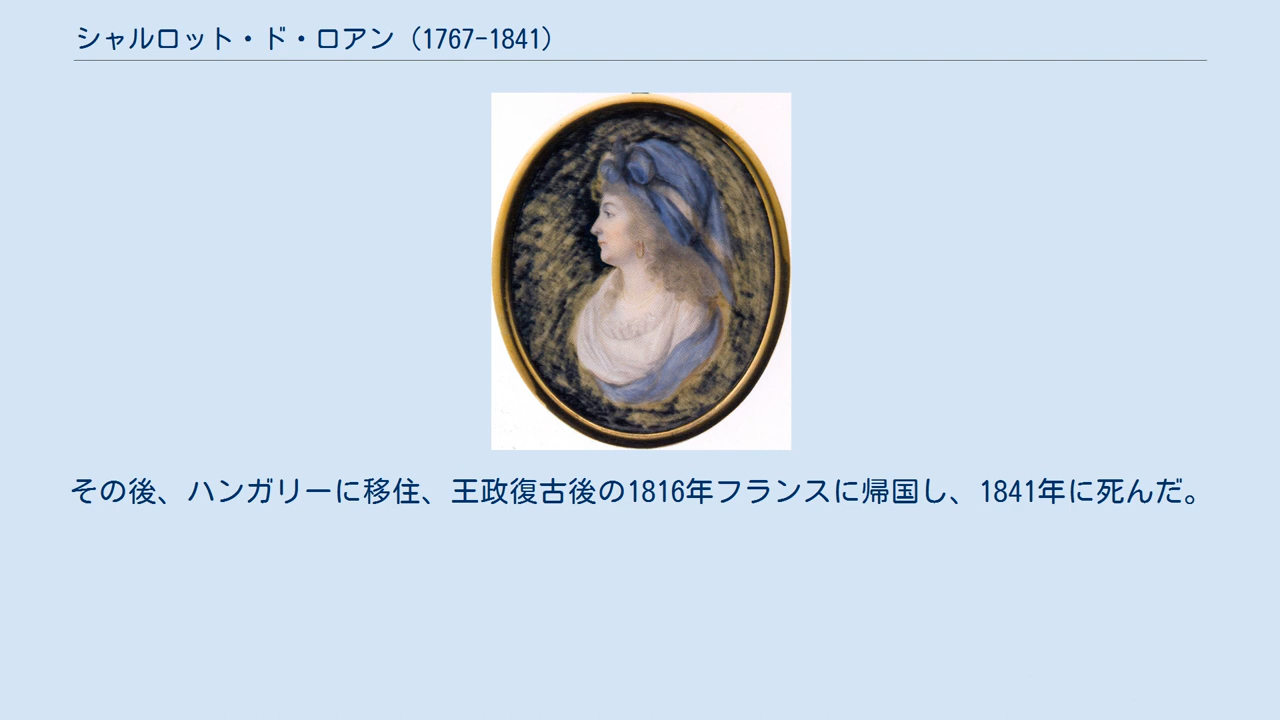 シャルロット・ド・ロアン（1767-1841）
その後、ハンガリーに移住、王政復古後の1816年フランスに帰国し、1841年に死んだ。